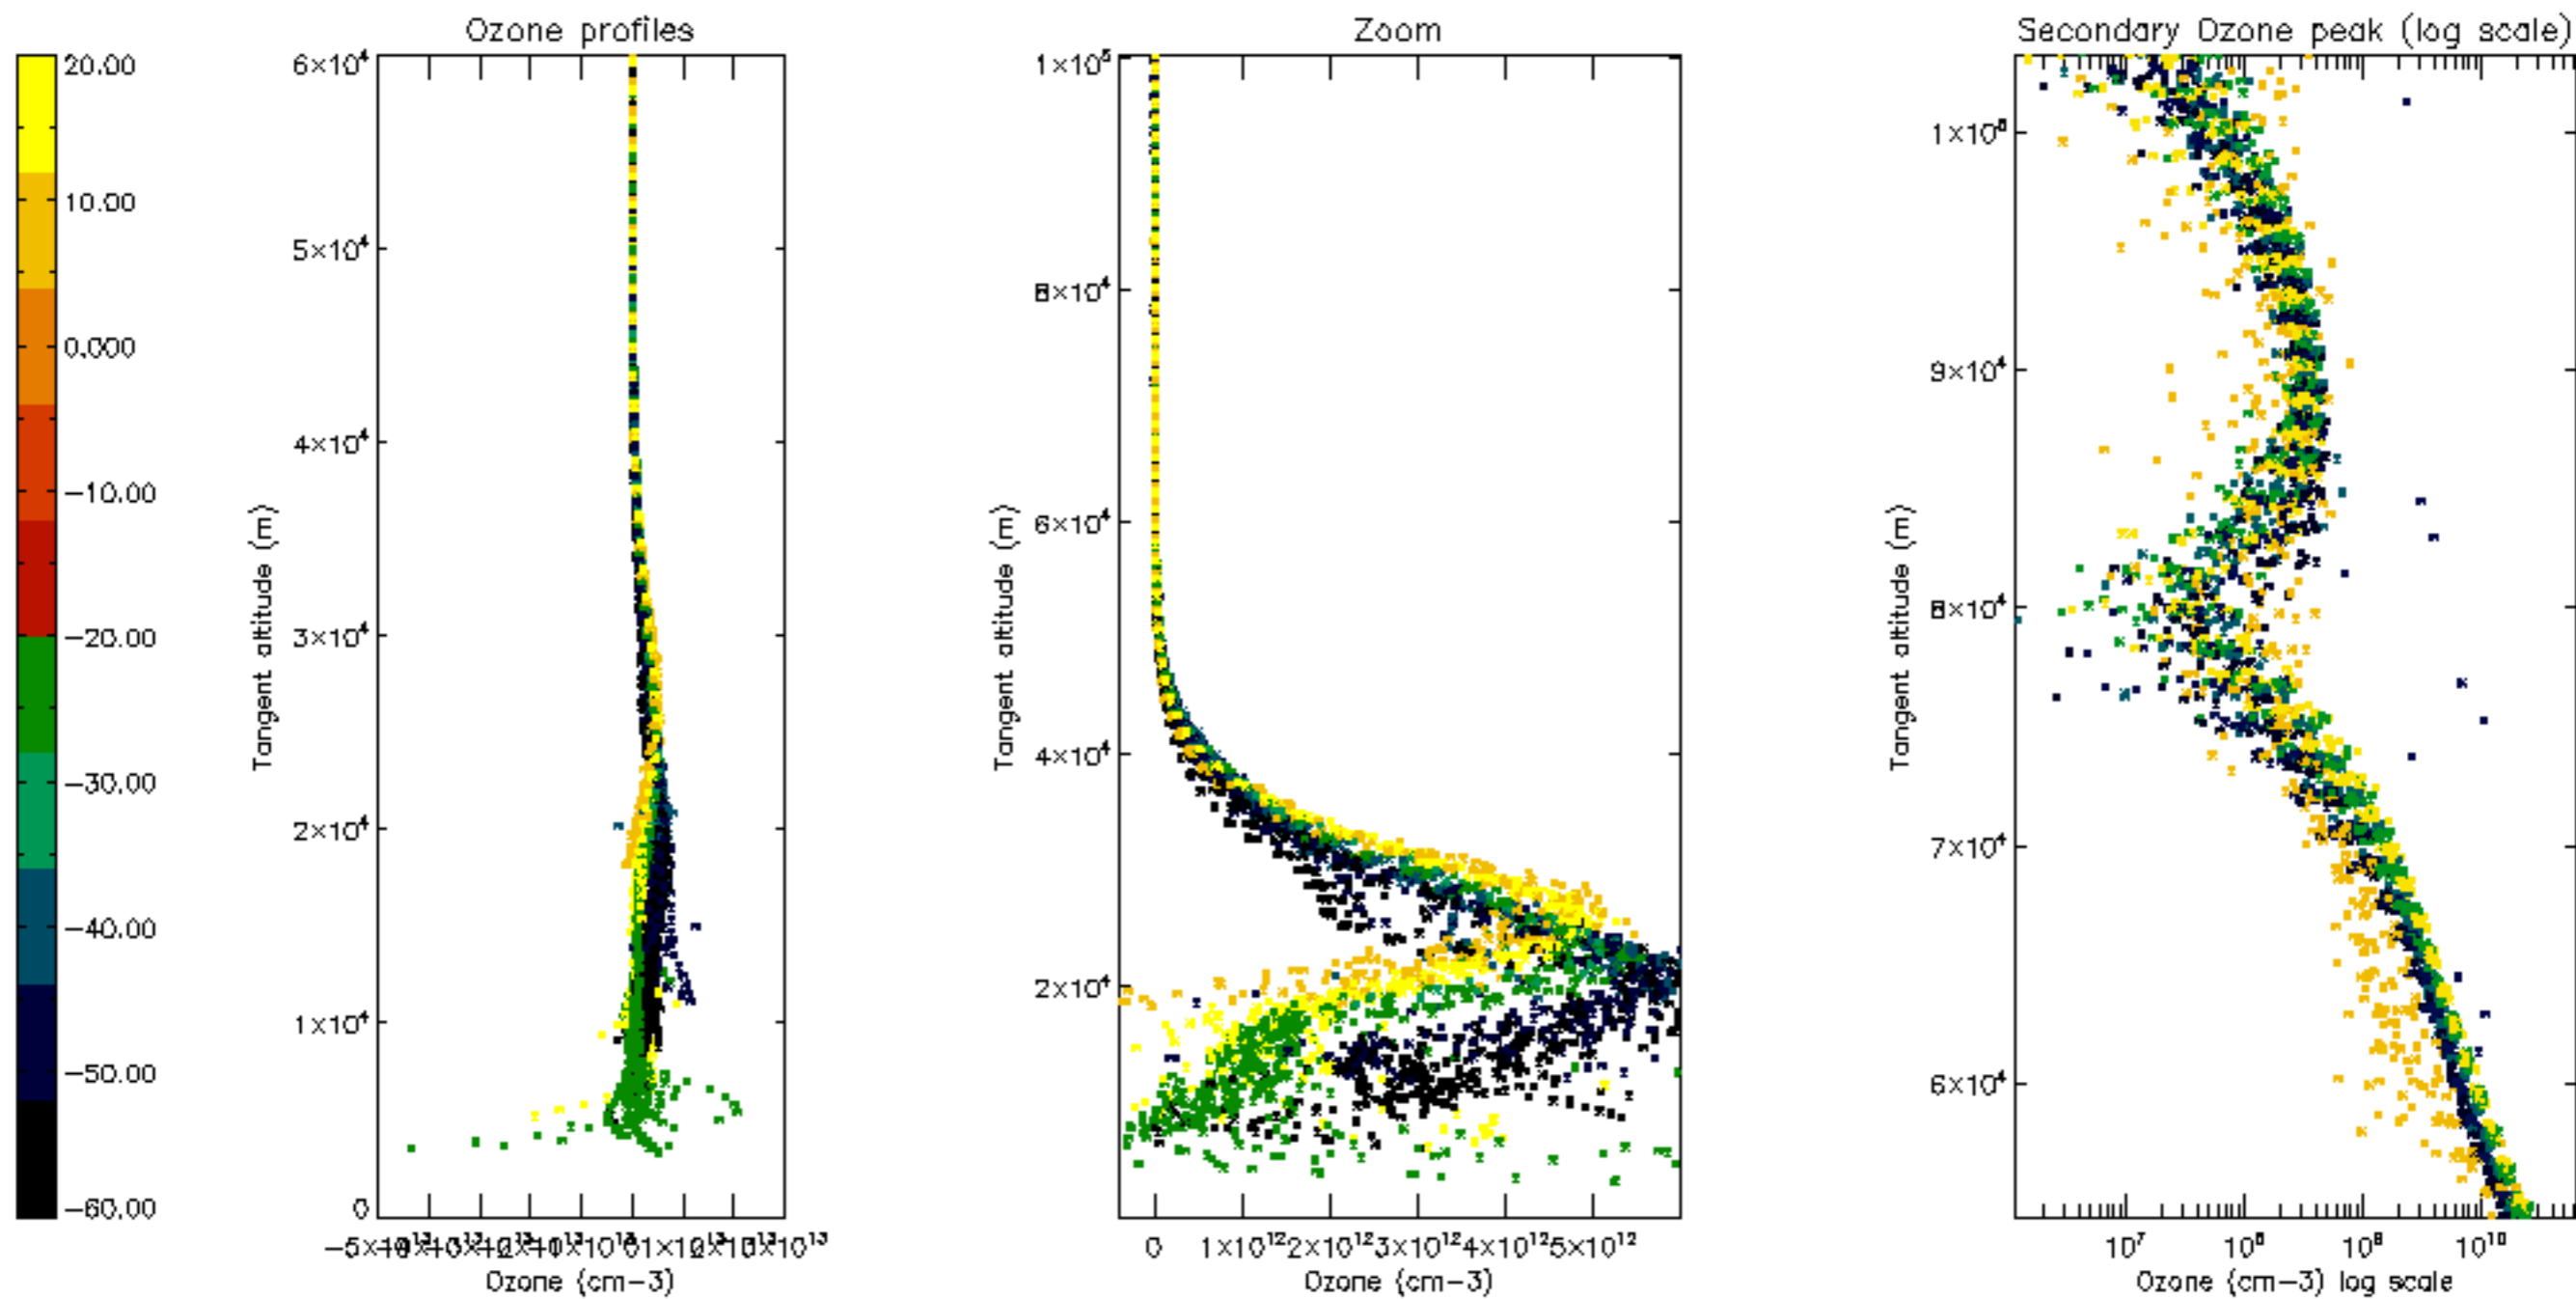 Ozone profiles
Zoom
Secondary Ozone peak (log scale)
20.00
10.00
0.000
−10.00
−20.00
−30.00
−40.00
−50.00
−60.00
Tangent altitude (m)
6×10⁴
5×10⁴
4×10⁴
3×10⁴
2×10⁴
1×10⁴
0
Ozone (cm−3)
Tangent altitude (m)
1×10⁵
8×10⁴
6×10⁴
4×10⁴
2×10⁴
0 1×10¹² 2×10¹² 3×10¹² 4×10¹² 5×10¹²
Ozone (cm−3)
Tangent altitude (m)
1×10⁵
9×10⁴
8×10⁴
7×10⁴
6×10⁴
10⁷ 10⁸ 10⁹ 10¹⁰
Ozone (cm−3) log scale